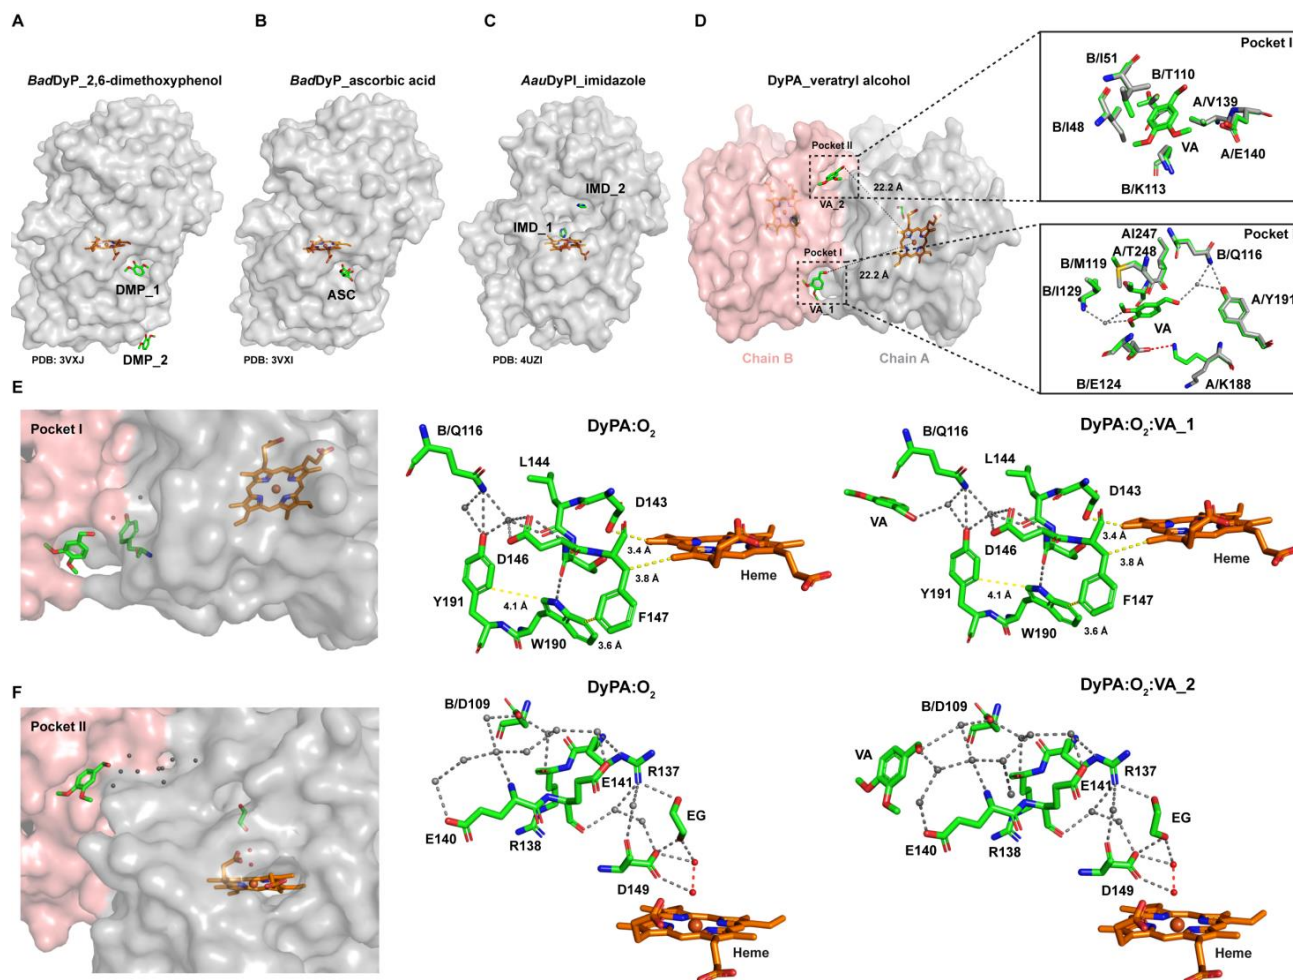 A
B
C
D
BadDyP_2,6-dimethoxyphenol
BadDyP_ascorbic acid
AauDyPI_imidazole
DyPA_veratryl alcohol
DMP_1
DMP_2
PDB: 3VXJ
ASC
PDB: 3VXI
IMD_2
IMD_1
PDB: 4UZI
Pocket II
VA_2
22.2 Å
Pocket I
22.2 Å
VA_1
Chain B
Chain A
Pocket I
B/I51
B/T110
A/V139
B/I48
VA
A/E140
B/K113
Pocket
AI247
A/T248
B/Q116
B/M119
B/I129
A/Y191
VA
B/E124
A/K188
E
Pocket I
DyPA:O2
B/Q116
L144
D143
3.4 Å
D146
Heme
3.8 Å
Y191
4.1 Å
F147
W190
3.6 Å
DyPA:O2:VA_1
B/Q116
L144
VA
D143
3.4 Å
D146
Heme
3.8 Å
Y191
4.1 Å
F147
W190
3.6 Å
F
Pocket II
DyPA:O2
B/D109
E141
R137
EG
E140
R138
D149
Heme
DyPA:O2:VA_2
B/D109
VA
E141
R137
EG
E140
R138
D149
Heme